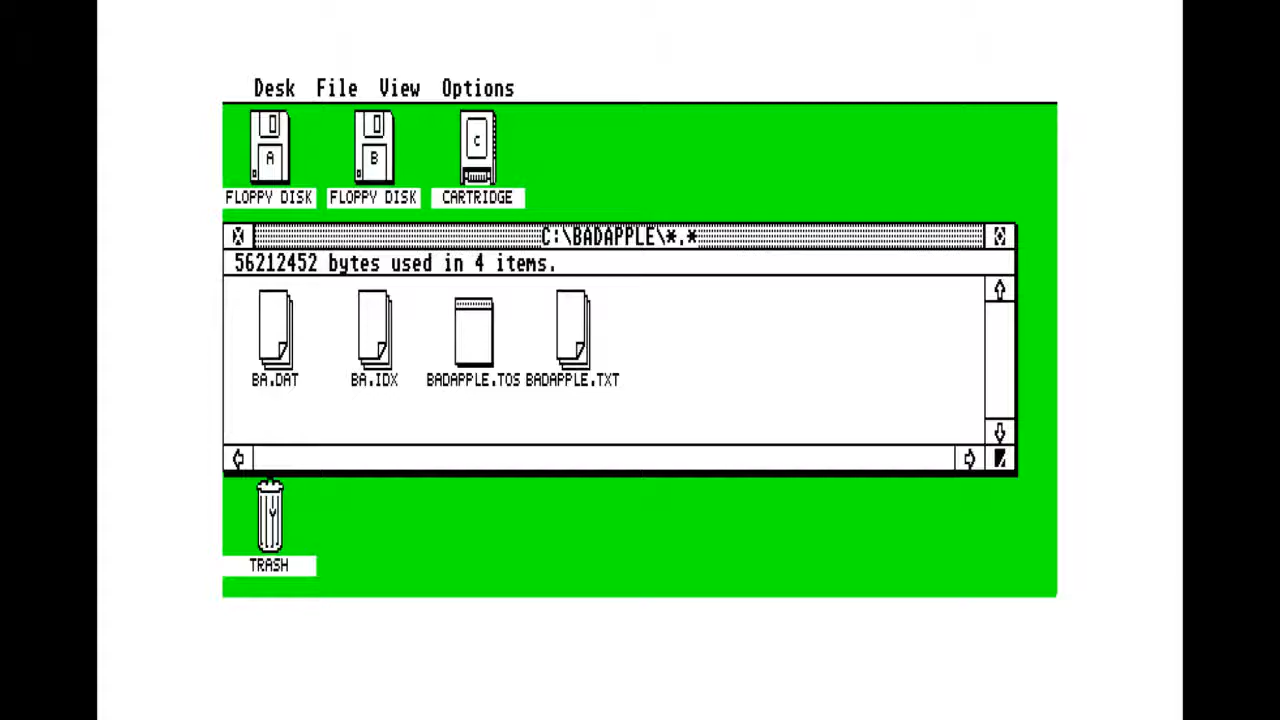 Desk File View Options
A B C
FLOPPY DISK FLOPPY DISK CARTRIDGE
C:\BADAPPLE\*.*
56212452 bytes used in 4 items.
BA.DAT BA.IDX BADAPPLE.TOS BADAPPLE.TXT
TRASH